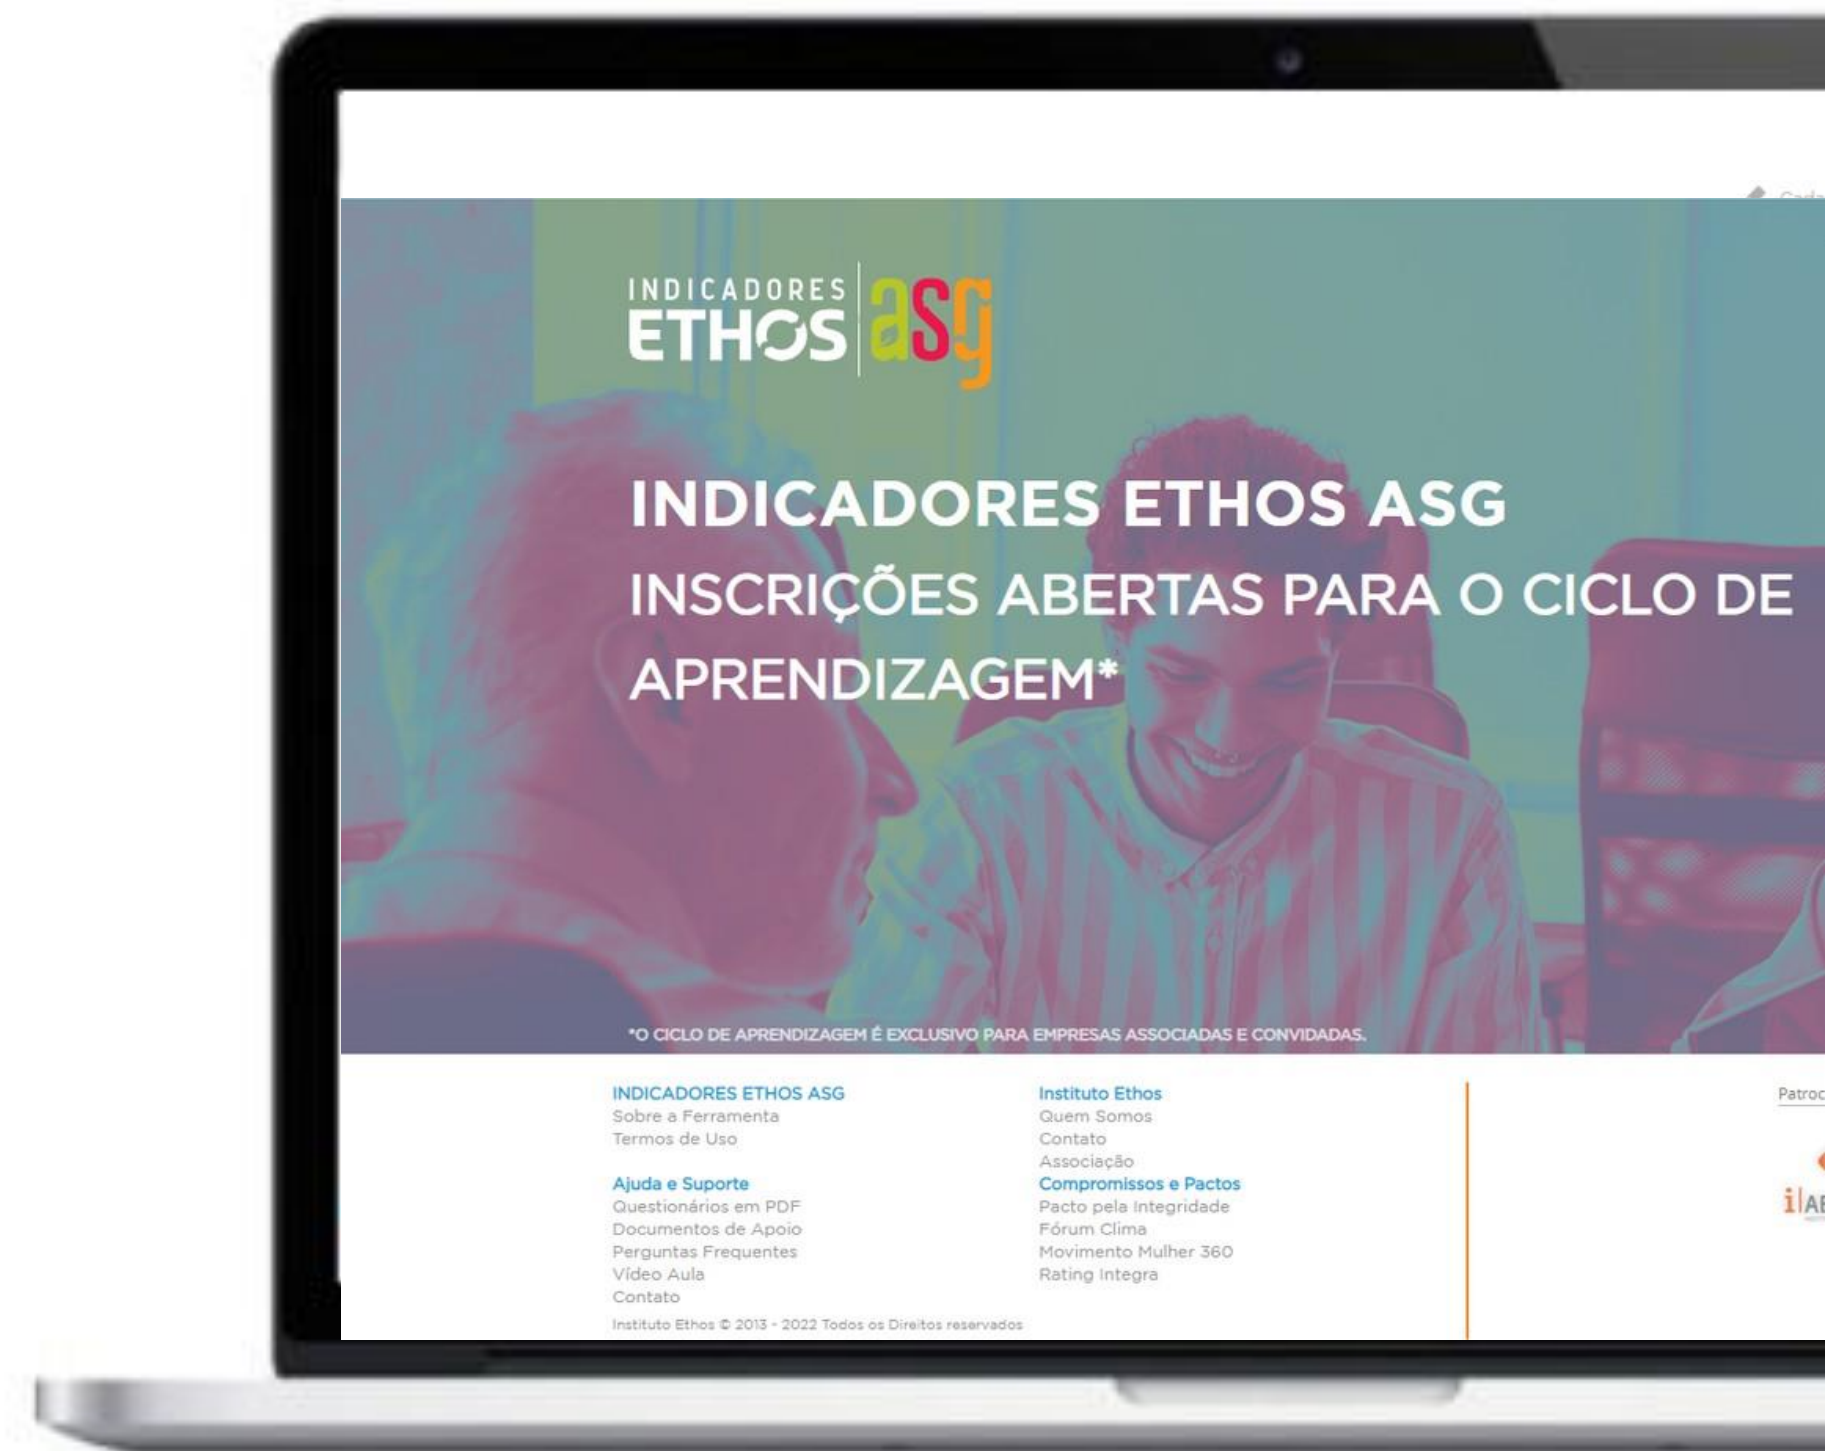 INDICADORES
ETHOS
asg
INDICADORES ETHOS ASG
INSCRIÇÕES ABERTAS PARA O CICLO DE
APRENDIZAGEM*
*O CICLO DE APRENDIZAGEM É EXCLUSIVO PARA EMPRESAS ASSOCIADAS E CONVIDADAS.
INDICADORES ETHOS ASG
Sobre a Ferramenta
Termos de Uso
Ajuda e Suporte
Questionários em PDF
Documentos de Apoio
Perguntas Frequentes
Vídeo Aula
Contato
Instituto Ethos © 2013 - 2022 Todos os Direitos reservados
Instituto Ethos
Quem Somos
Contato
Associação
Compromissos e Pactos
Pacto pela Integridade
Fórum Clima
Movimento Mulher 360
Rating Integra
Patroc